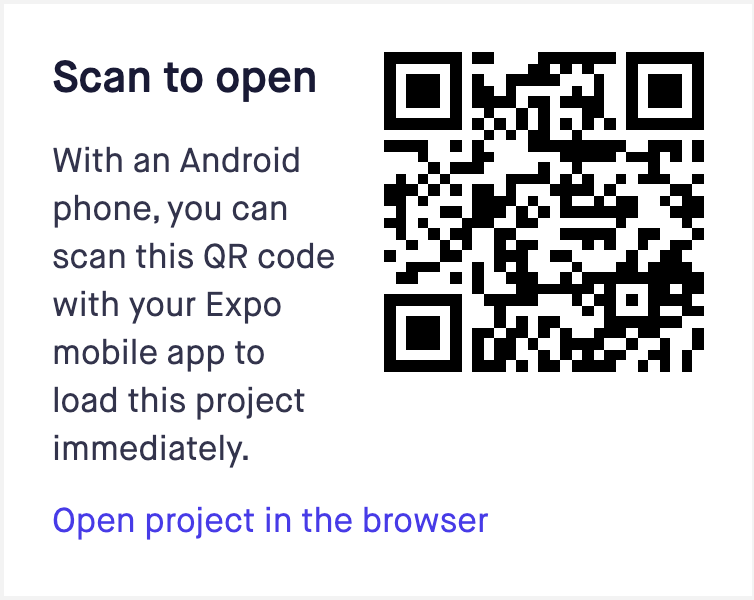 Scan to open
With an Android
phone, you can
scan this QR code
with your Expo
mobile app to
load this project
immediately.
Open project in the browser